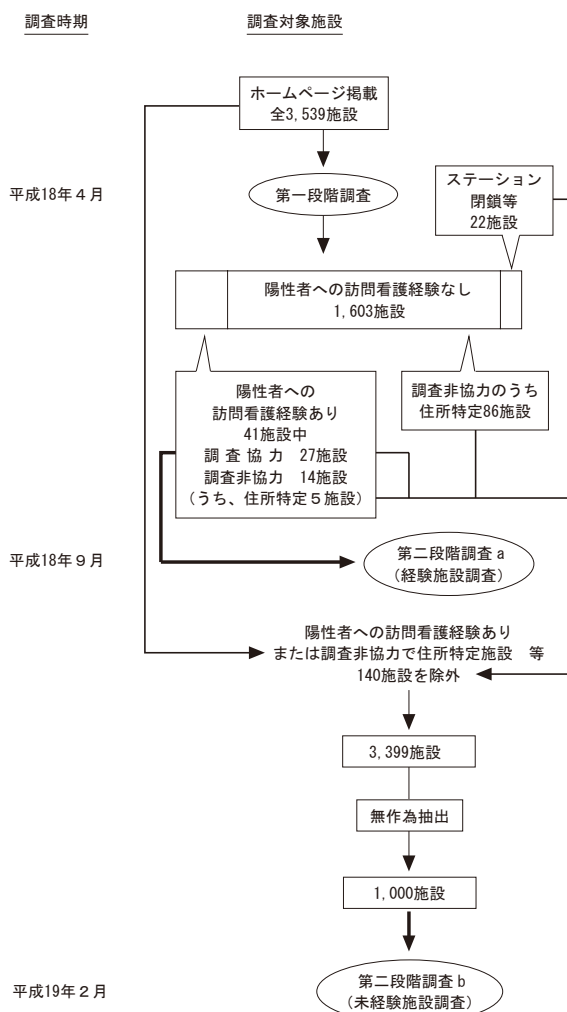 調査時期
調査対象施設
ホームページ掲載
全3,539施設
平成18年４月
第一段階調査
ステーション
閉鎖等
22施設
陽性者への訪問看護経験なし
1,603施設
陽性者への
訪問看護経験あり
41施設中
調 査 協 力　27施設
調査非協力　14施設
（うち、住所特定５施設）
調査非協力のうち
住所特定86施設
平成18年９月
第二段階調査ａ
（経験施設調査）
陽性者への訪問看護経験あり
または調査非協力で住所特定施設　等
140施設を除外
3,399施設
無作為抽出
1,000施設
平成19年２月
第二段階調査ｂ
（未経験施設調査）